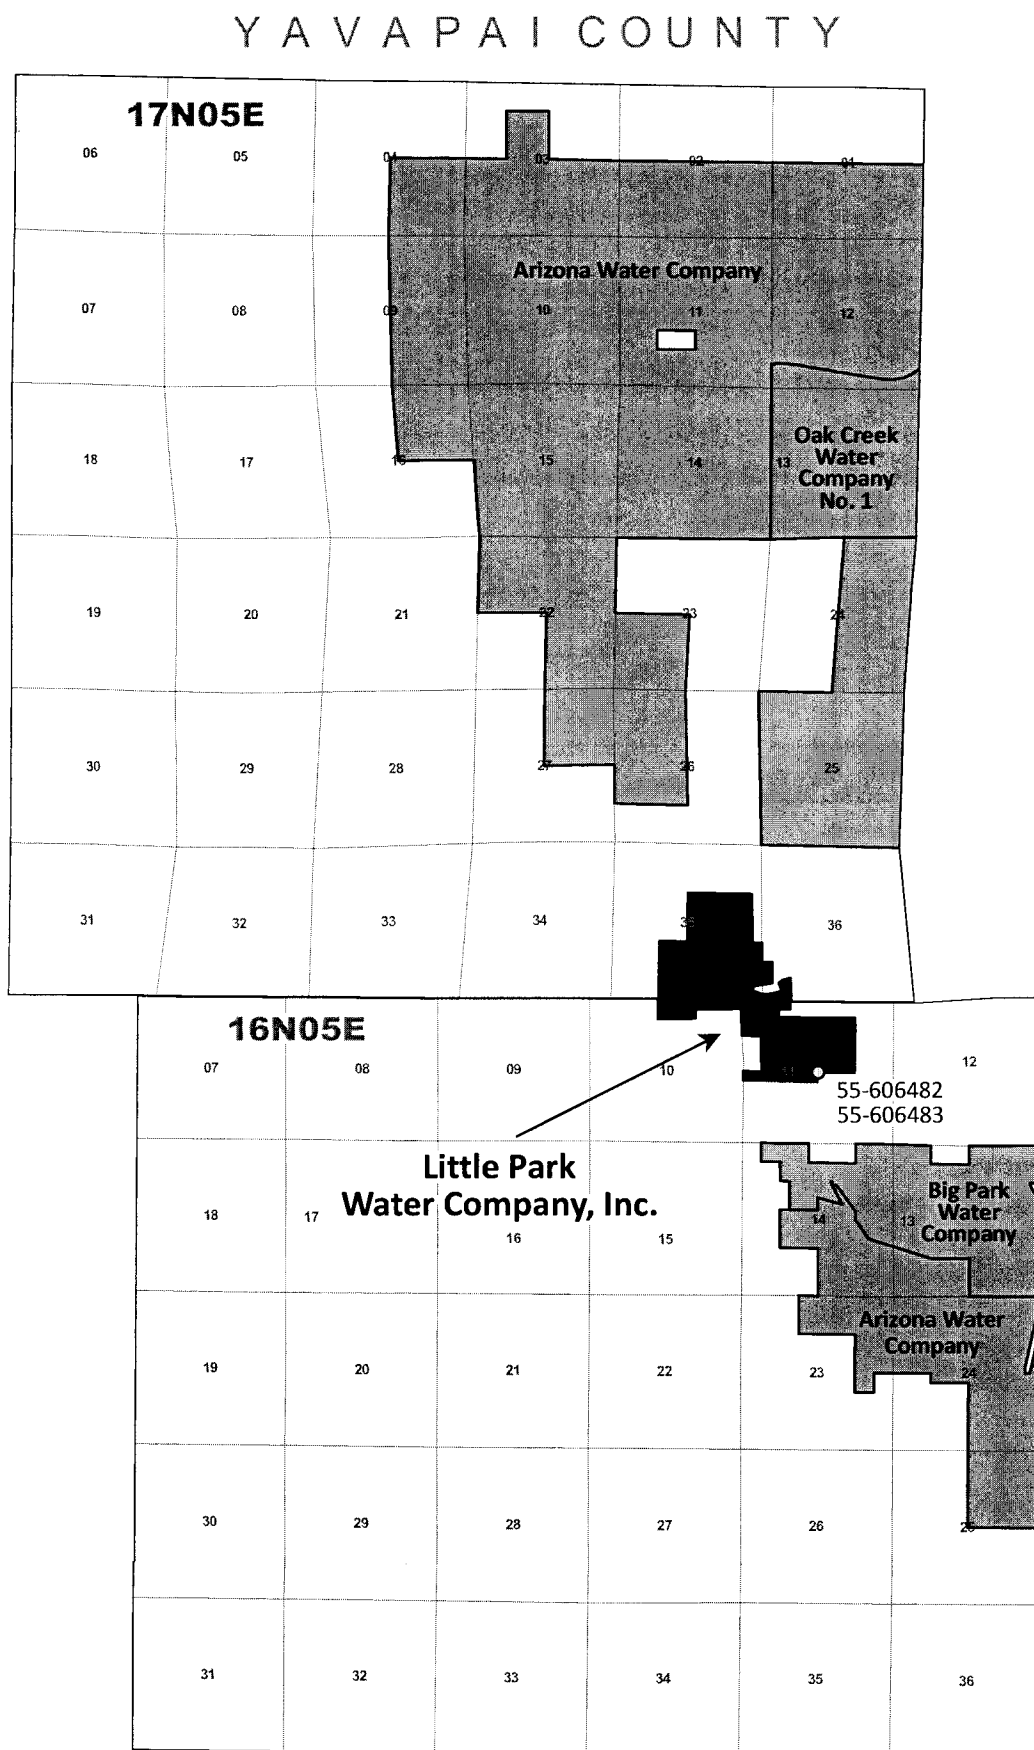 YAVAPAI COUNTY
17N05E
06 05 04 03 02 01
Arizona Water Company
07 08 09 10 11 12
Oak Creek
Water
Company
No. 1
18 17 16 15 14 13
19 20 21 22 23 24
30 29 28 27 26 25
31 32 33 34 35 36
16N05E
07 08 09 10 11 12
55-606482
55-606483
Little Park
Water Company, Inc.
Big Park
Water
Company
18 17 16 15 14 13
Arizona Water
Company
19 20 21 22 23 24
30 29 28 27 26 25
31 32 33 34 35 36